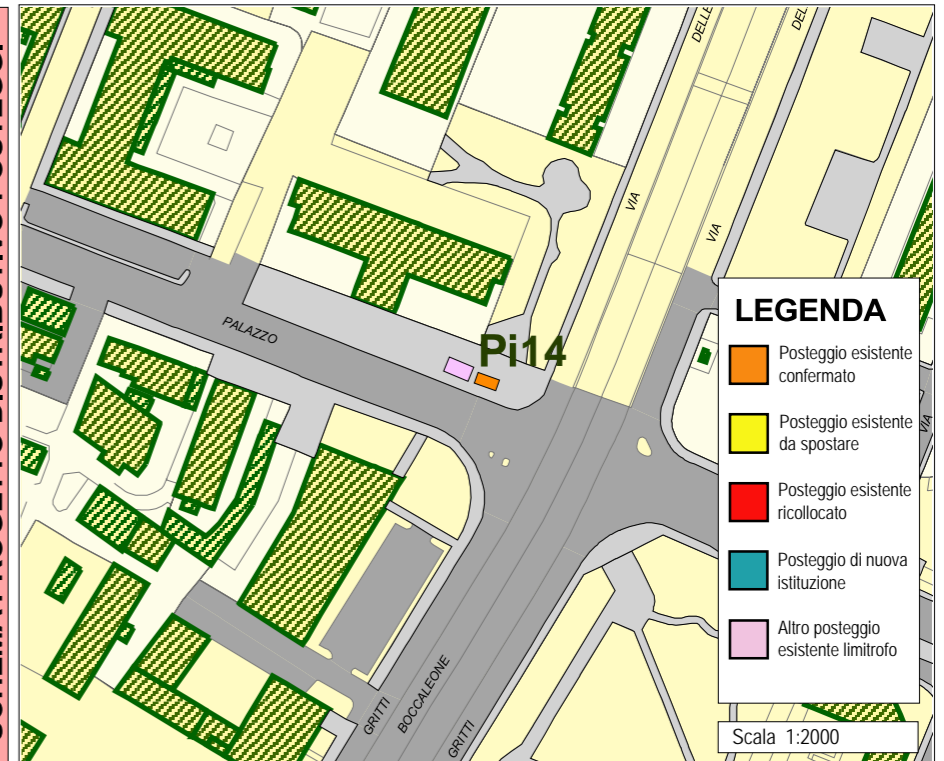 DELLE
DEL
VIA
VIA
PALAZZO
Pi14
VIA
GRITTI
BOCCALEONE
GRITTI
LEGENDA
Posteggio esistente
confermato
Posteggio esistente
da spostare
Posteggio esistente
ricollocato
Posteggio di nuova
istituzione
Altro posteggio
esistente limitrofo
Scala 1:2000